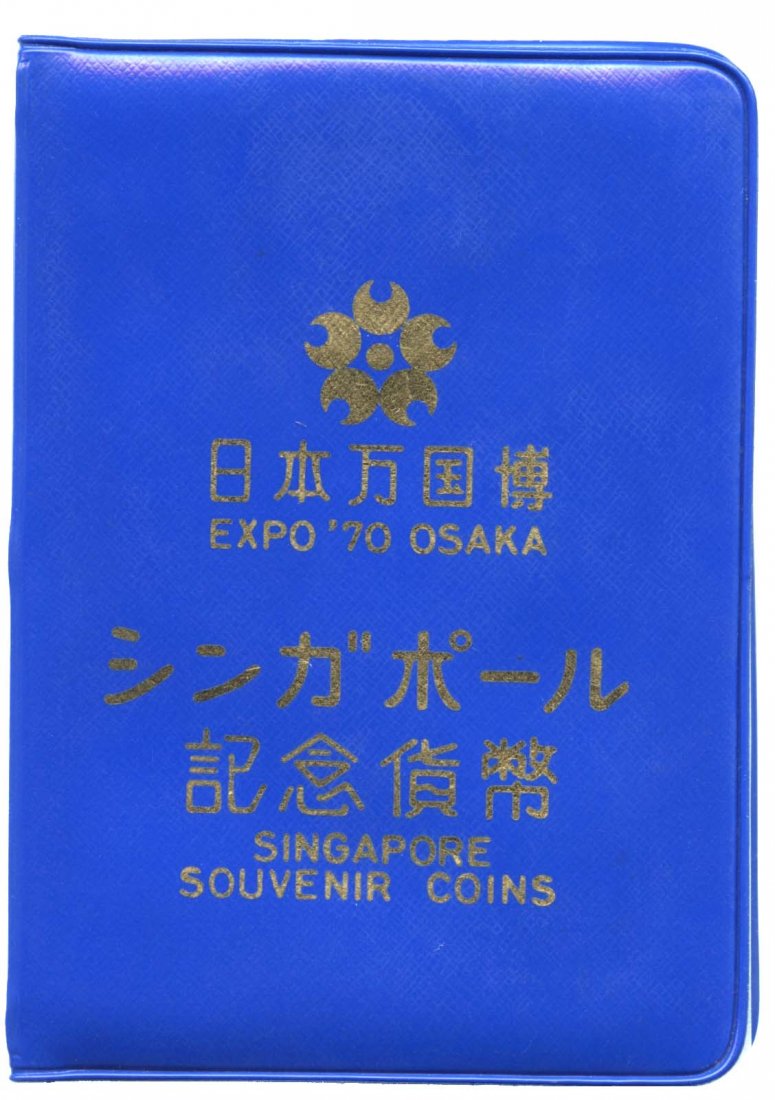 日本万国博
EXPO '70 OSAKA
シンガポール
記念貨幣
SINGAPORE
SOUVENIR COINS